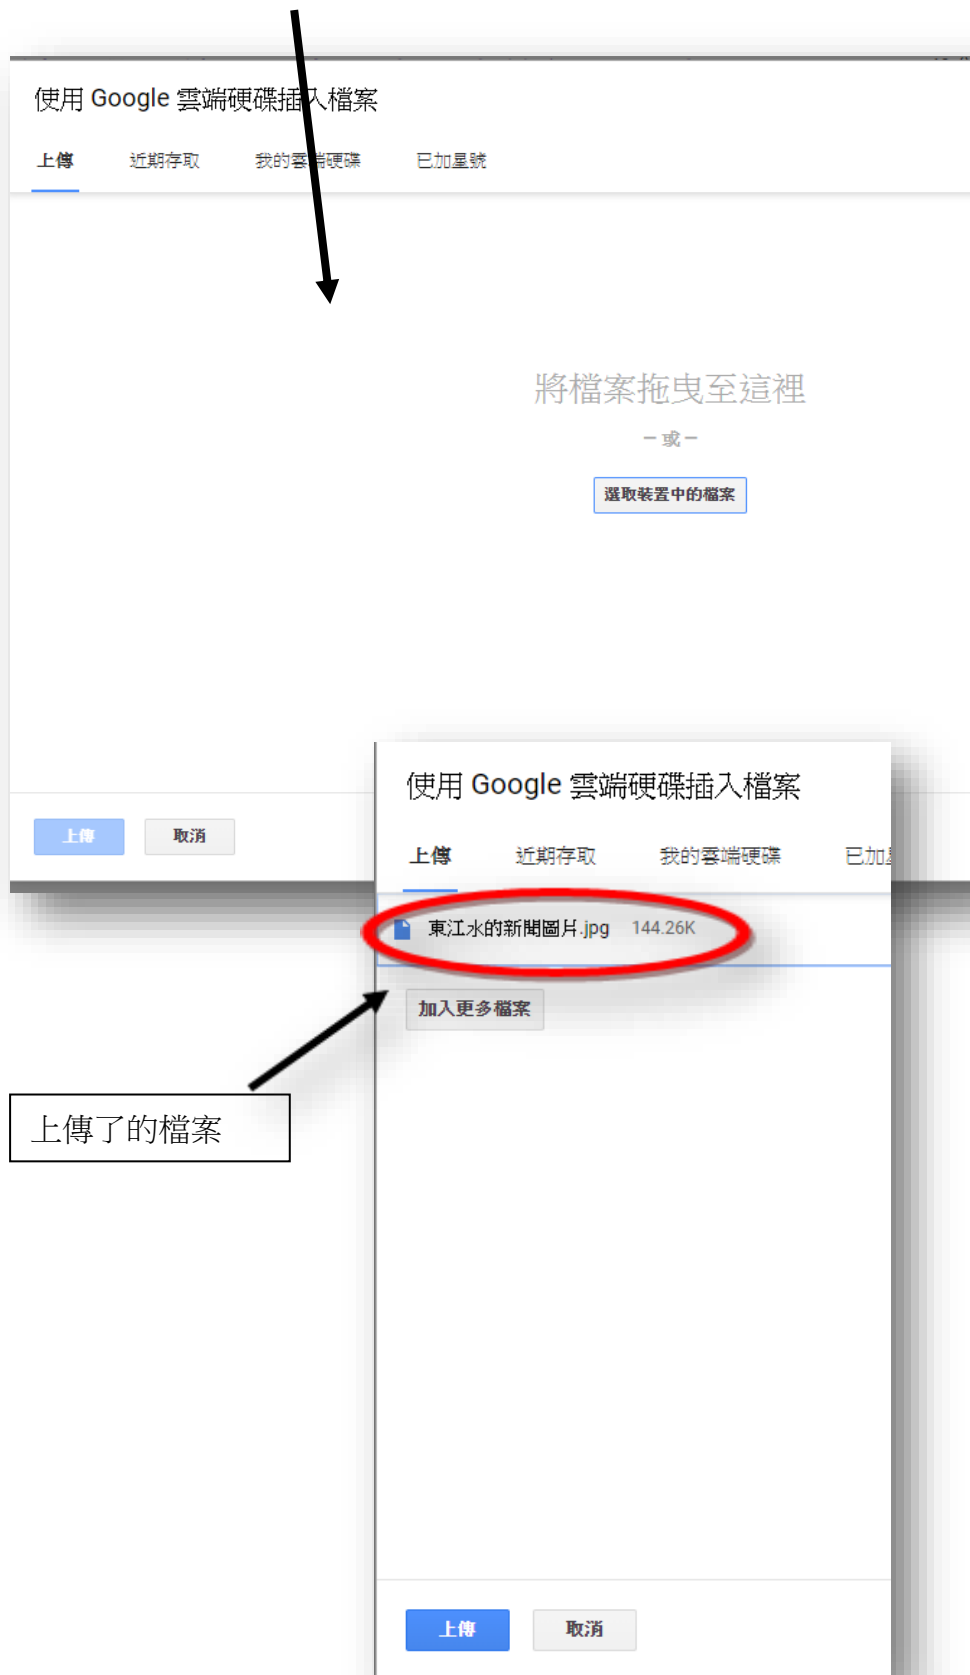 使用 Google 雲端硬碟插入檔案
上傳 近期存取 我的雲端硬碟 已加星號
將檔案拖曳至這裡
– 或 –
選取裝置中的檔案
上傳 取消
使用 Google 雲端硬碟插入檔案
上傳 近期存取 我的雲端硬碟 已加
東江水的新聞圖片.jpg 144.26K
加入更多檔案
上傳了的檔案
上傳 取消